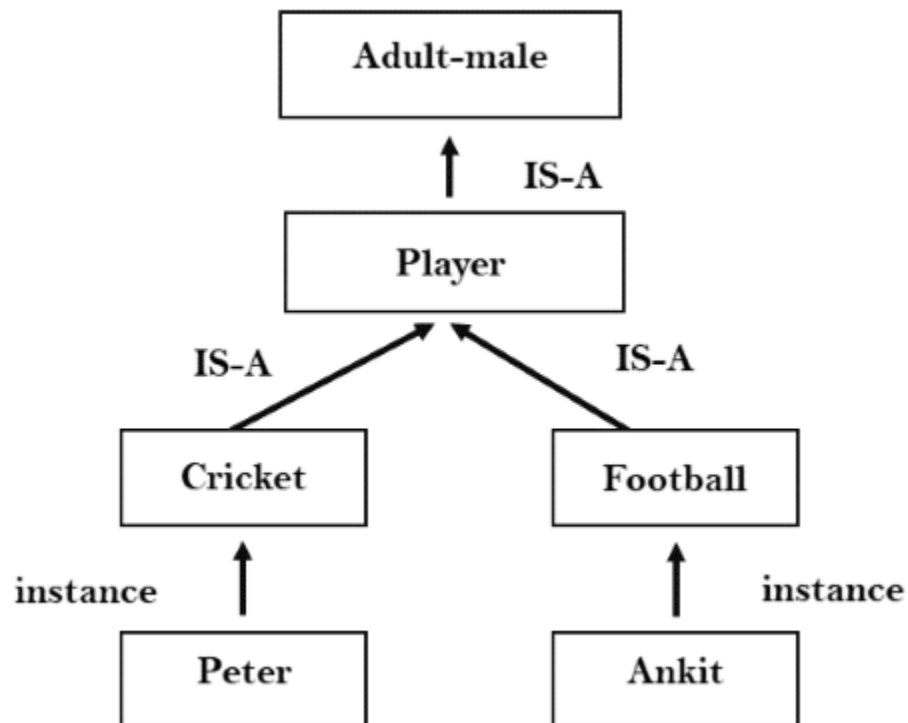 Adult-male
IS-A
Player
IS-A
IS-A
Cricket
Football
instance
instance
Peter
Ankit